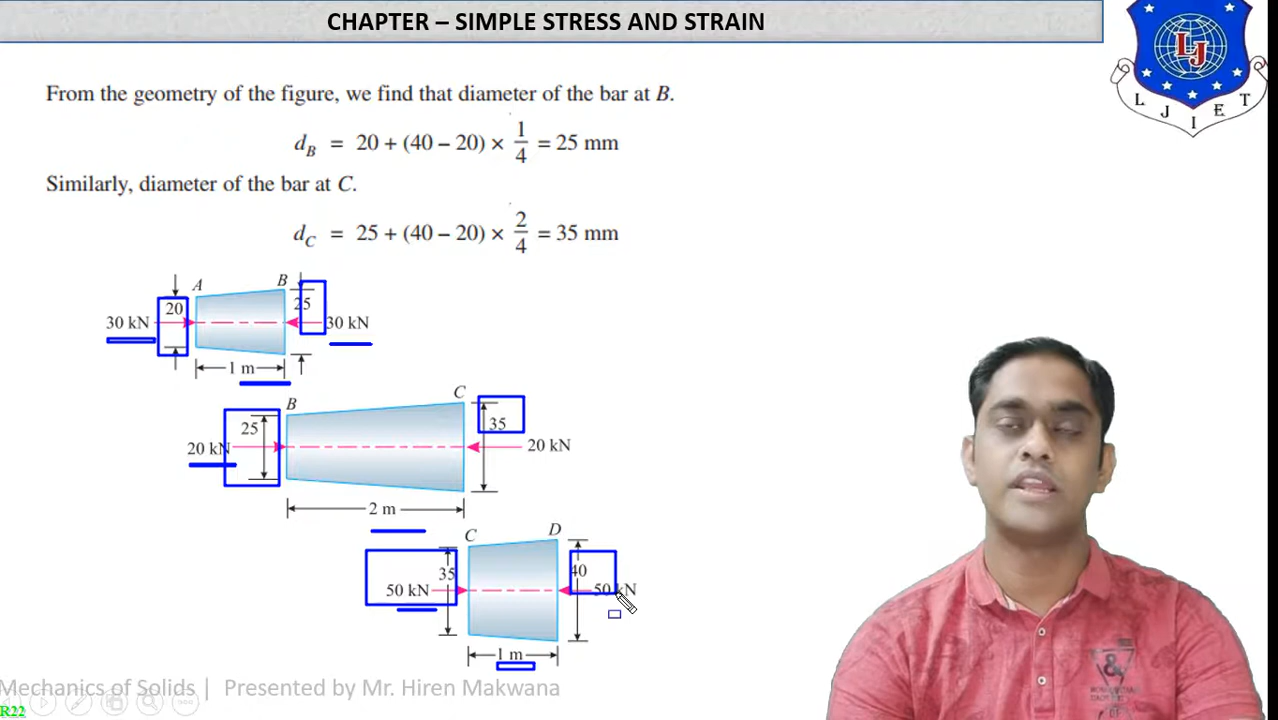 CHAPTER – SIMPLE STRESS AND STRAIN
LJ
L J I E T
From the geometry of the figure, we find that diameter of the bar at B.
d_B = 20 + (40 – 20) × 1/4 = 25 mm
Similarly, diameter of the bar at C.
d_C = 25 + (40 – 20) × 2/4 = 35 mm
A B
20 25
30 kN 30 kN
1 m
B C
25 35
20 kN 20 kN
2 m
C D
35 40
50 kN 50 kN
1 m
Mechanics of Solids | Presented by Mr. Hiren Makwana
R22